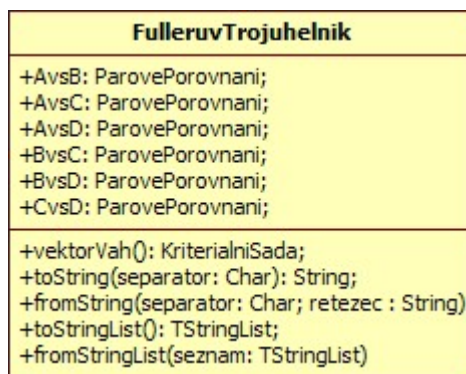 FulleruvTrojuhelnik
+AvsB: ParovePorovnani;
+AvsC: ParovePorovnani;
+AvsD: ParovePorovnani;
+BvsC: ParovePorovnani;
+BvsD: ParovePorovnani;
+CvsD: ParovePorovnani;
+vektorVah(): KriterialniSada;
+toString(separator: Char): String;
+fromString(separator: Char; retezec : String)
+toStringList(): TStringList;
+fromStringList(seznam: TStringList)